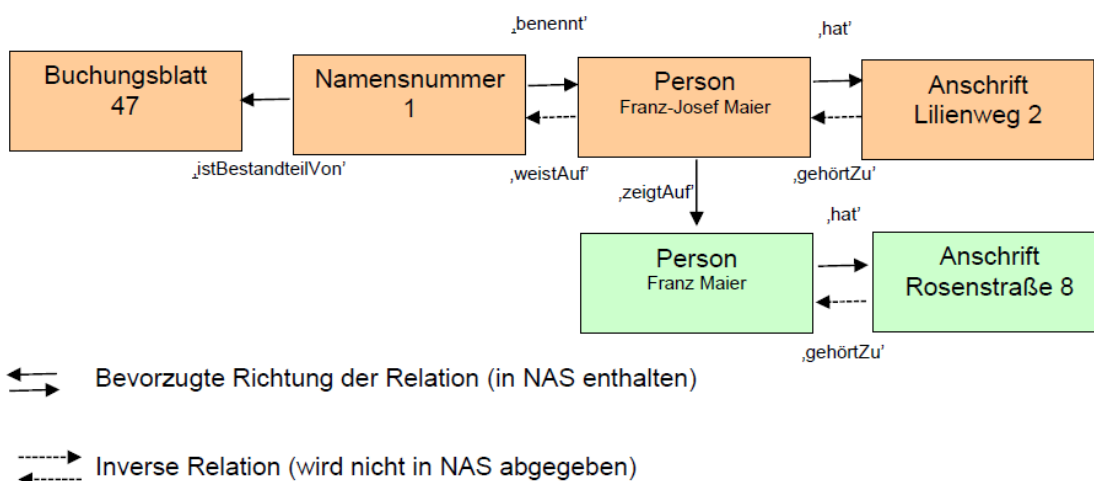 ‚benennt’
‚hat’
Buchungsblatt
47
Namensnummer
1
Person
Franz-Josef Maier
Anschrift
Lilienweg 2
‚istBestandteilVon’
‚weistAuf’
‚gehörtZu’
‚zeigtAuf’
‚hat’
Person
Franz Maier
Anschrift
Rosenstraße 8
‚gehörtZu’
Bevorzugte Richtung der Relation (in NAS enthalten)
Inverse Relation (wird nicht in NAS abgegeben)